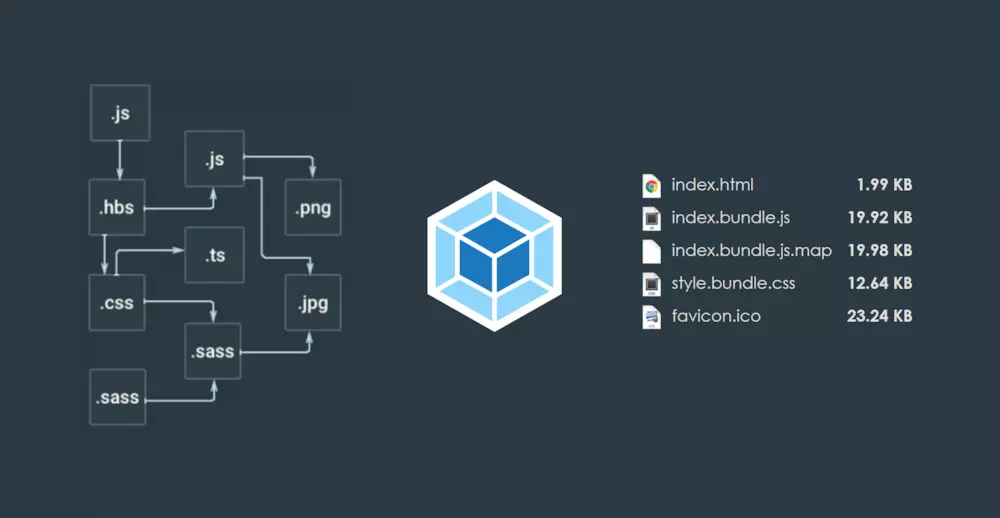 .js
.js
.hbs
.png
.ts
.css
.jpg
.sass
.sass
index.html 1.99 KB
index.bundle.js 19.92 KB
index.bundle.js.map 19.98 KB
style.bundle.css 12.64 KB
favicon.ico 23.24 KB